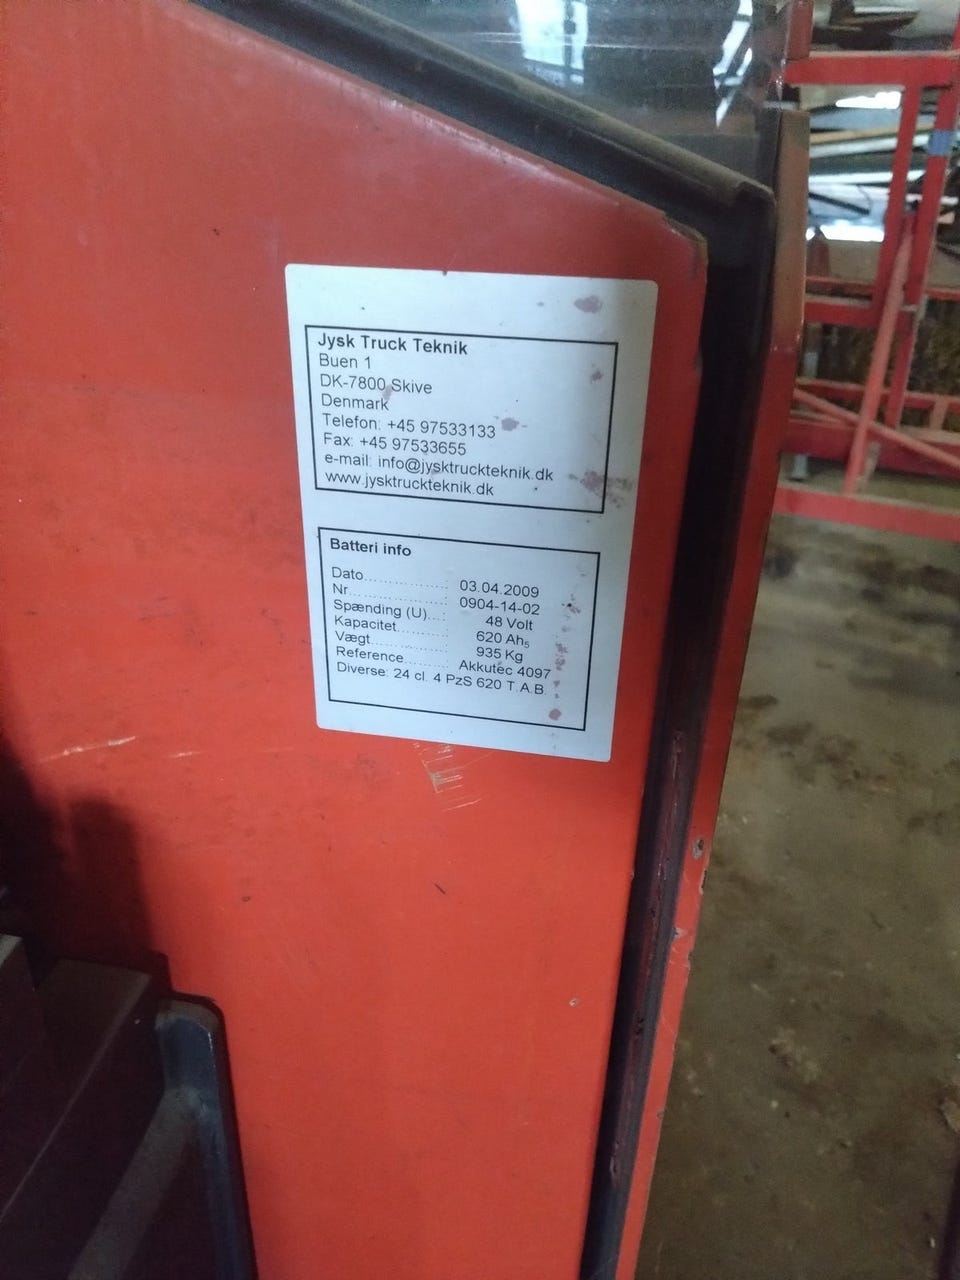 Jysk Truck Teknik
Buen 1
DK-7800 Skive
Denmark
Telefon: +45 97533133
Fax: +45 97533655
e-mail: info@jysktruckteknik.dk
www.jysktruckteknik.dk
Batteri info
Dato.................... 03.04.2009
Nr........................ 0904-14-02
Spænding (U)...: 48 Volt
Kapacitet............: 620 Ah5
Vægt..................: 935 Kg
Reference..........: Akkutec 4097
Diverse: 24 cl. 4 PzS 620 T.A.B.